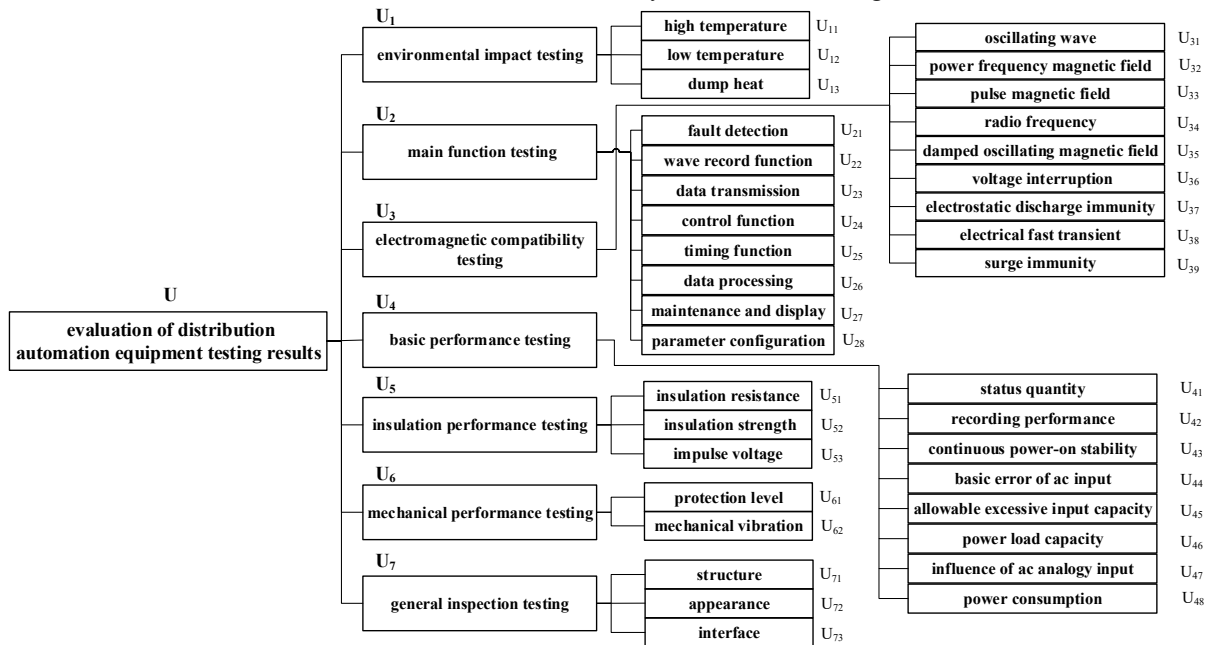 U
evaluation of distribution
automation equipment testing results
U₁
environmental impact testing
high temperature U₁₁
low temperature U₁₂
dump heat U₁₃
U₂
main function testing
fault detection U₂₁
wave record function U₂₂
data transmission U₂₃
control function U₂₄
timing function U₂₅
data processing U₂₆
maintenance and display U₂₇
parameter configuration U₂₈
U₃
electromagnetic compatibility
testing
oscillating wave U₃₁
power frequency magnetic field U₃₂
pulse magnetic field U₃₃
radio frequency U₃₄
damped oscillating magnetic field U₃₅
voltage interruption U₃₆
electrostatic discharge immunity U₃₇
electrical fast transient U₃₈
surge immunity U₃₉
U₄
basic performance testing
status quantity U₄₁
recording performance U₄₂
continuous power-on stability U₄₃
basic error of ac input U₄₄
allowable excessive input capacity U₄₅
power load capacity U₄₆
influence of ac analogy input U₄₇
power consumption U₄₈
U₅
insulation performance testing
insulation resistance U₅₁
insulation strength U₅₂
impulse voltage U₅₃
U₆
mechanical performance testing
protection level U₆₁
mechanical vibration U₆₂
U₇
general inspection testing
structure U₇₁
appearance U₇₂
interface U₇₃